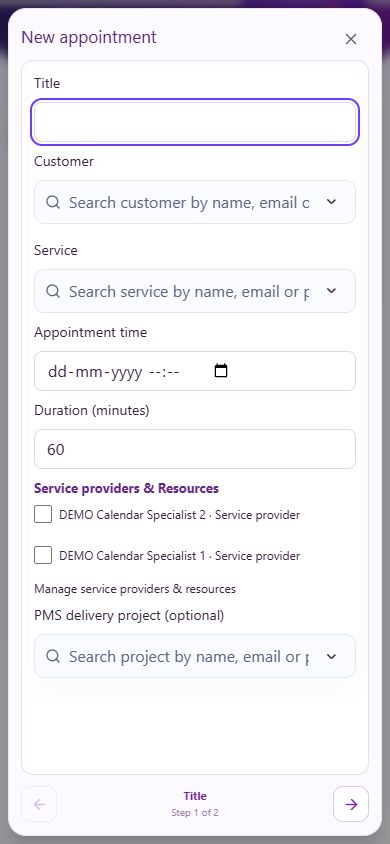 New appointment
Title
Customer
Search customer by name, email o
Service
Search service by name, email or p
Appointment time
dd-mm-yyyy --:--
Duration (minutes)
60
Service providers & Resources
DEMO Calendar Specialist 2 · Service provider
DEMO Calendar Specialist 1 · Service provider
Manage service providers & resources
PMS delivery project (optional)
Search project by name, email or p
Title
Step 1 of 2